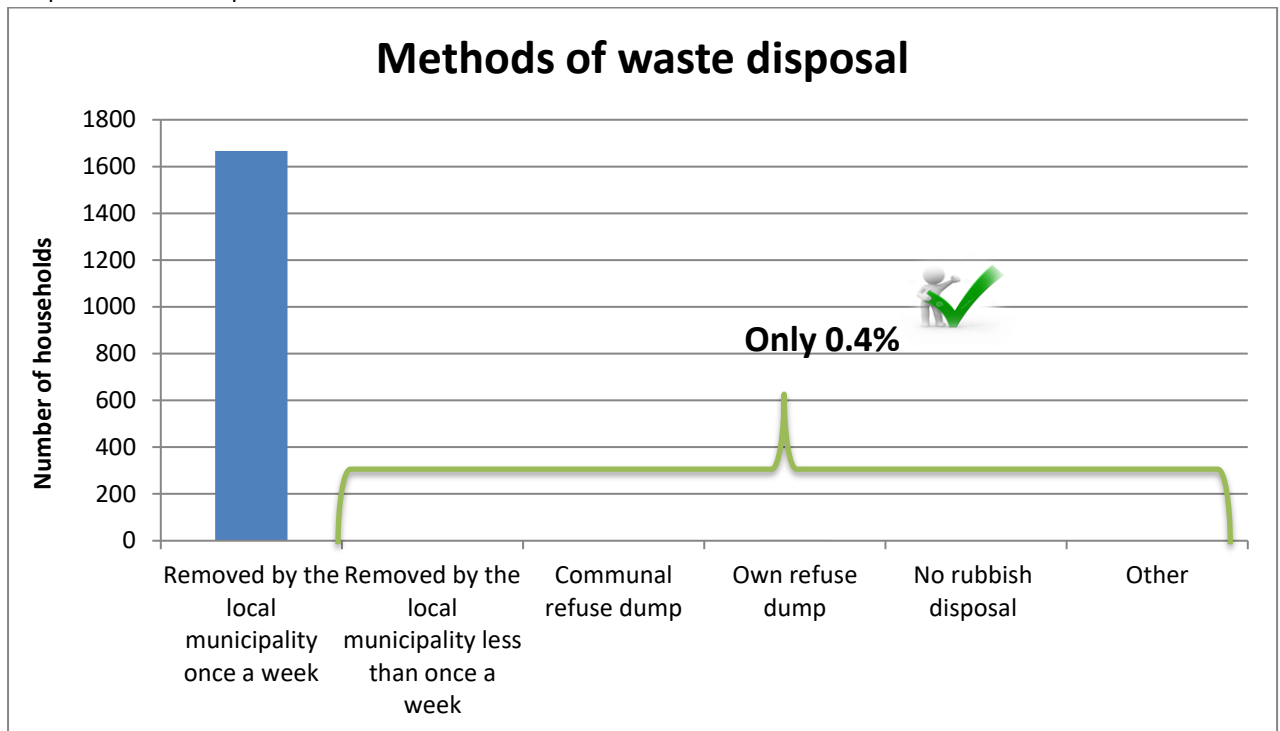 Methods of waste disposal
1800
1600
1400
1200
1000
800
600
400
200
0
Number of households
Only 0.4%
Removed by the
local
municipality
once a week
Removed by the
local
municipality less
than once a
week
Communal
refuse dump
Own refuse
dump
No rubbish
disposal
Other